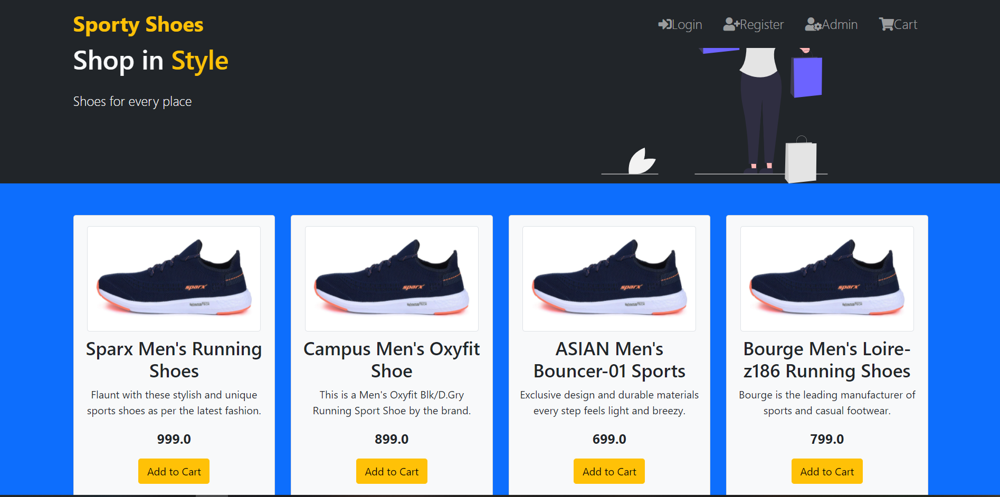 Sporty Shoes
Login Register Admin Cart
Shop in Style
Shoes for every place
sparx
sparx
sparx
sparx
Sparx Men's Running
Shoes
Flaunt with these stylish and unique
sports shoes as per the latest fashion.
999.0
Add to Cart
Campus Men's Oxyfit
Shoe
This is a Men's Oxyfit Blk/D.Gry
Running Sport Shoe by the brand.
899.0
Add to Cart
ASIAN Men's
Bouncer-01 Sports
Exclusive design and durable materials
every step feels light and breezy.
699.0
Add to Cart
Bourge Men's Loire-
z186 Running Shoes
Bourge is the leading manufacturer of
sports and casual footwear.
799.0
Add to Cart